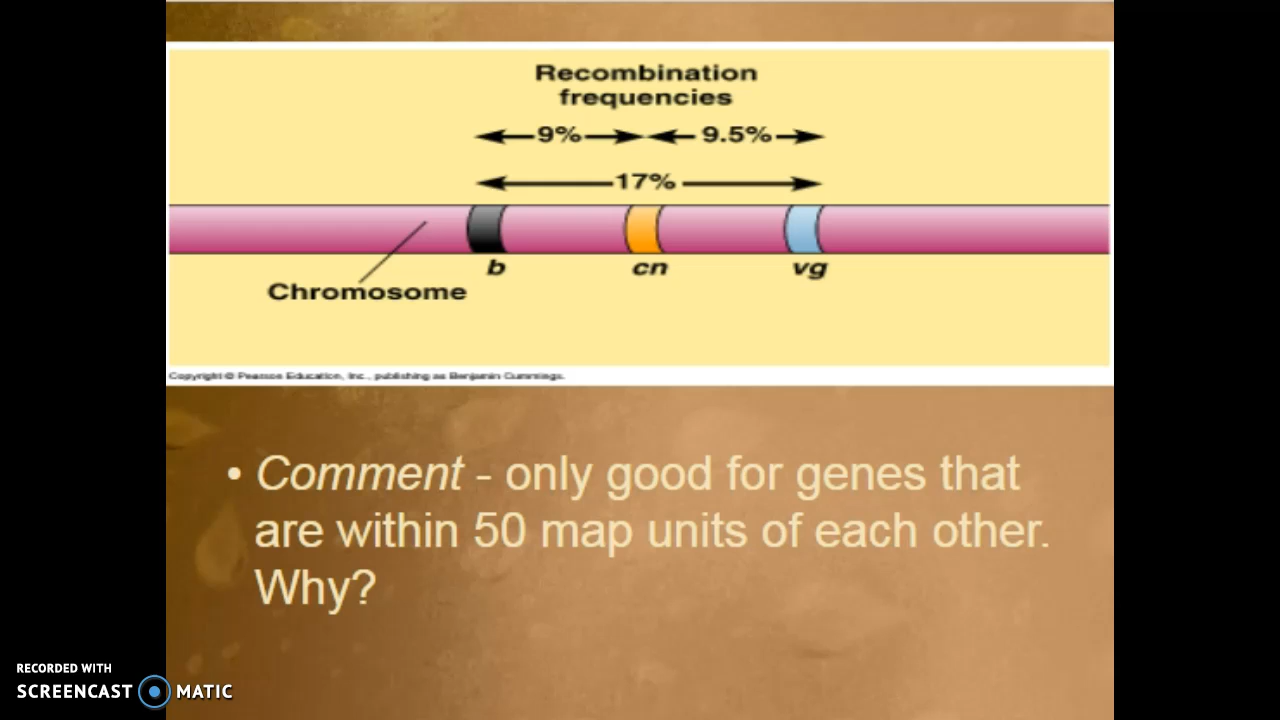 Recombination
frequencies
9% 9.5%
17%
b cn vg
Chromosome
Copyright © Pearson Education, Inc., publishing as Benjamin Cummings.
• Comment - only good for genes that
are within 50 map units of each other.
Why?
RECORDED WITH
SCREENCAST MATIC